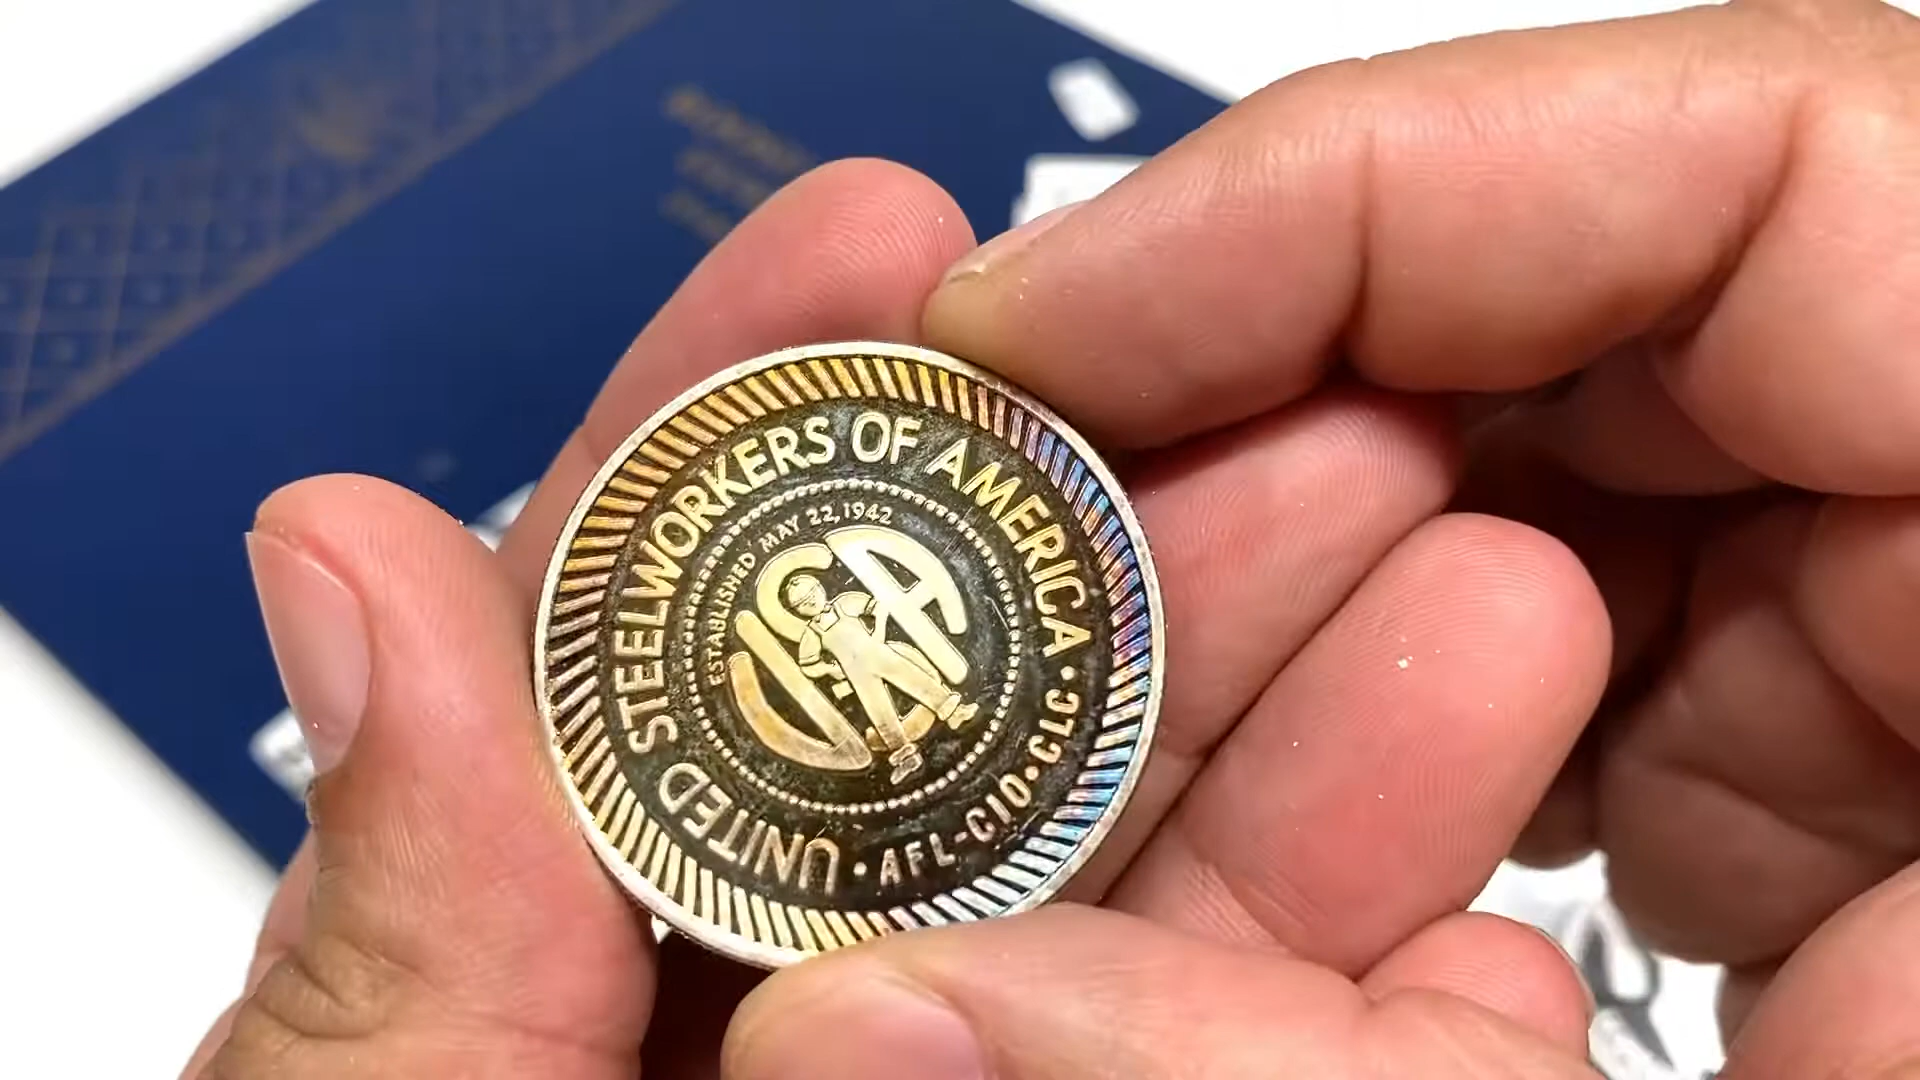 UNITED STEELWORKERS OF AMERICA • AFL-CIO • CLC •
ESTABLISHED MAY 22, 1942
USA